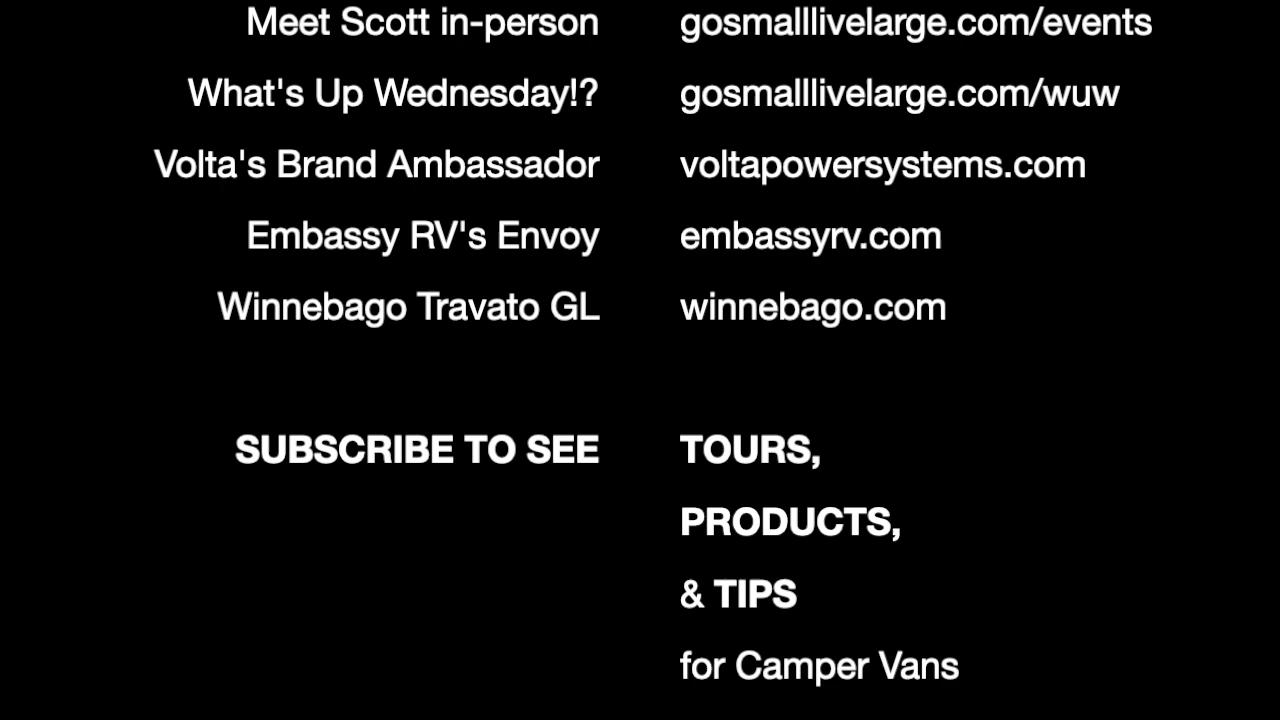 Meet Scott in-person gosmalllivelarge.com/events
What's Up Wednesday!? gosmalllivelarge.com/wuw
Volta's Brand Ambassador voltapowersystems.com
Embassy RV's Envoy embassyrv.com
Winnebago Travato GL winnebago.com
SUBSCRIBE TO SEE TOURS,
PRODUCTS,
& TIPS
for Camper Vans